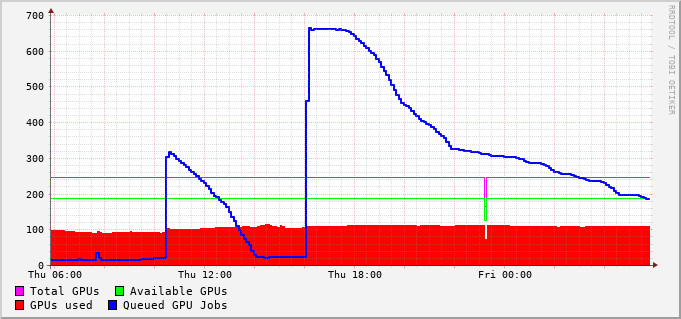 RRDTOOL / TOBI OETIKER
700
600
500
400
300
200
100
0
Thu 06:00 Thu 12:00 Thu 18:00 Fri 00:00
Total GPUs Available GPUs
GPUs used Queued GPU Jobs